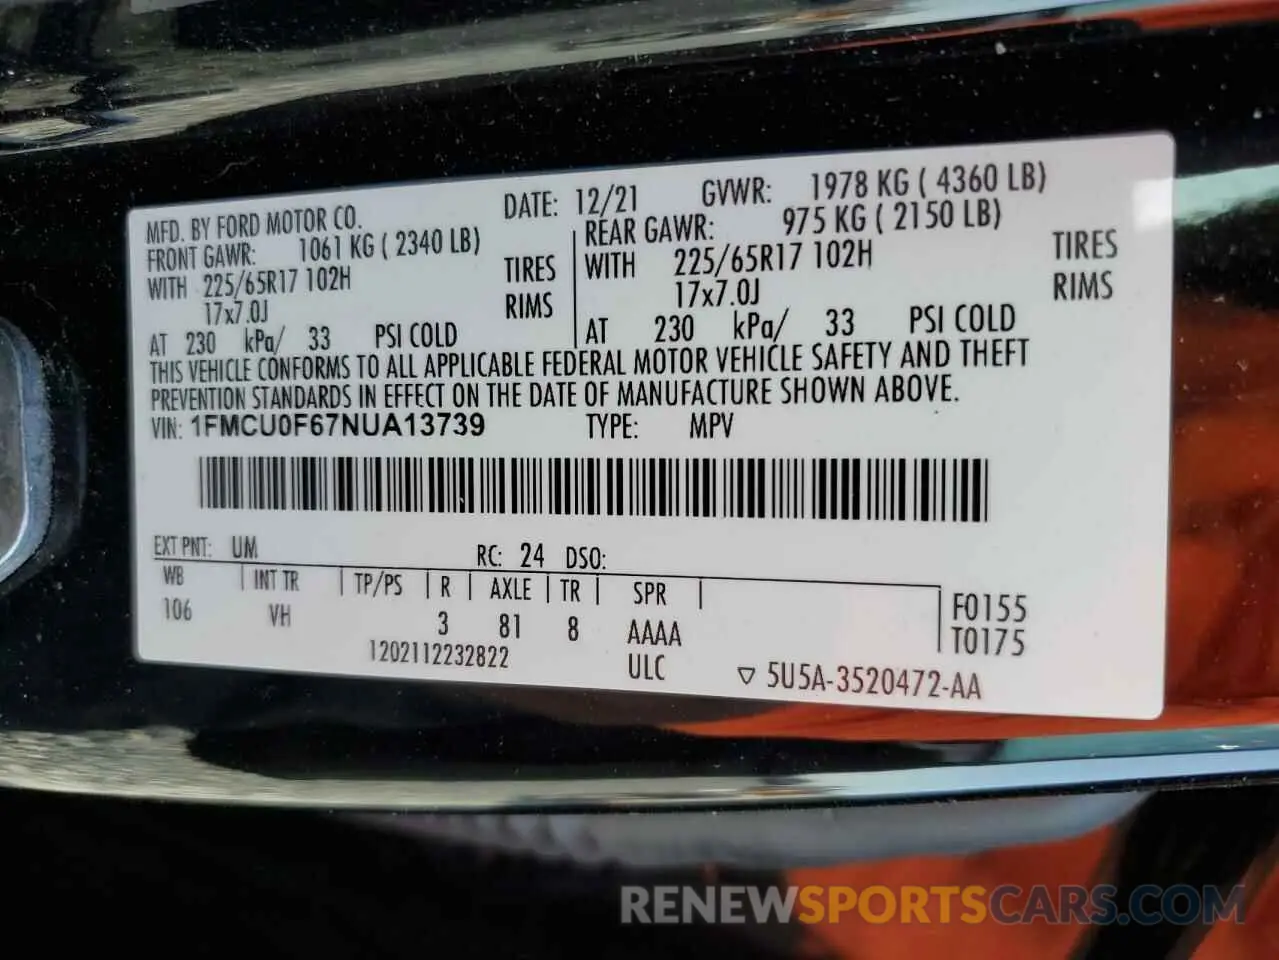 MFD. BY FORD MOTOR CO. DATE: 12/21 GVWR: 1978 KG ( 4360 LB)
FRONT GAWR: 1061 KG ( 2340 LB) REAR GAWR: 975 KG ( 2150 LB)
WITH 225/65R17 102H TIRES WITH 225/65R17 102H TIRES
17x7.0J RIMS 17x7.0J RIMS
AT 230 kPa/ 33 PSI COLD AT 230 kPa/ 33 PSI COLD
THIS VEHICLE CONFORMS TO ALL APPLICABLE FEDERAL MOTOR VEHICLE SAFETY AND THEFT
PREVENTION STANDARDS IN EFFECT ON THE DATE OF MANUFACTURE SHOWN ABOVE.
VIN: 1FMCU0F67NUA13739 TYPE: MPV
EXT PNT: UM RC: 24 DSO:
WB INT TR TP/PS R AXLE TR SPR F0155
106 VH 3 81 8 AAAA T0175
1202112232822 ULC ▽ 5U5A-3520472-AA
RENEWSPORTSCARS.COM